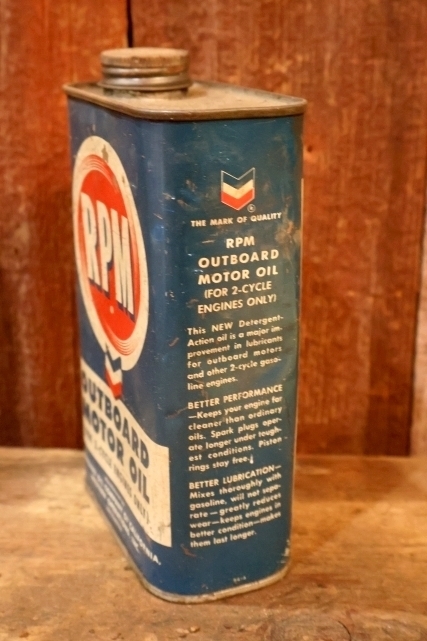 RPM
OUTBOARD
MOTOR OIL
THE MARK OF QUALITY
RPM
OUTBOARD
MOTOR OIL
(FOR 2-CYCLE
ENGINES ONLY)
This NEW Detergent-
Action oil is a major im-
provement in lubricants
for outboard motors
and other 2-cycle gaso-
line engines.
BETTER PERFORMANCE
—Keeps your engine far
cleaner than ordinary
oils. Spark plugs oper-
ate longer under tough-
est conditions. Piston
rings stay free.
BETTER LUBRICATION—
Mixes thoroughly with
gasoline, will not sepa-
rate—greatly reduces
wear—keeps engines in
better condition—makes
them last longer.